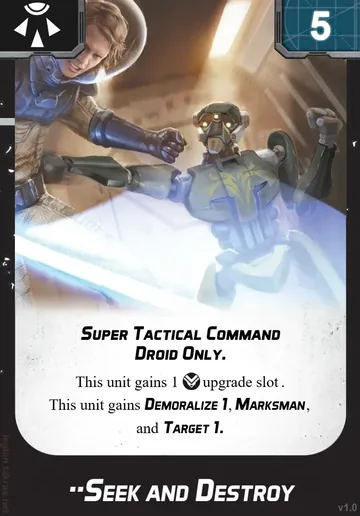 5
SUPER TACTICAL COMMAND
DROID ONLY.
This unit gains 1 upgrade slot.
This unit gains DEMORALIZE 1, MARKSMAN,
and TARGET 1.
••SEEK AND DESTROY
v1.0